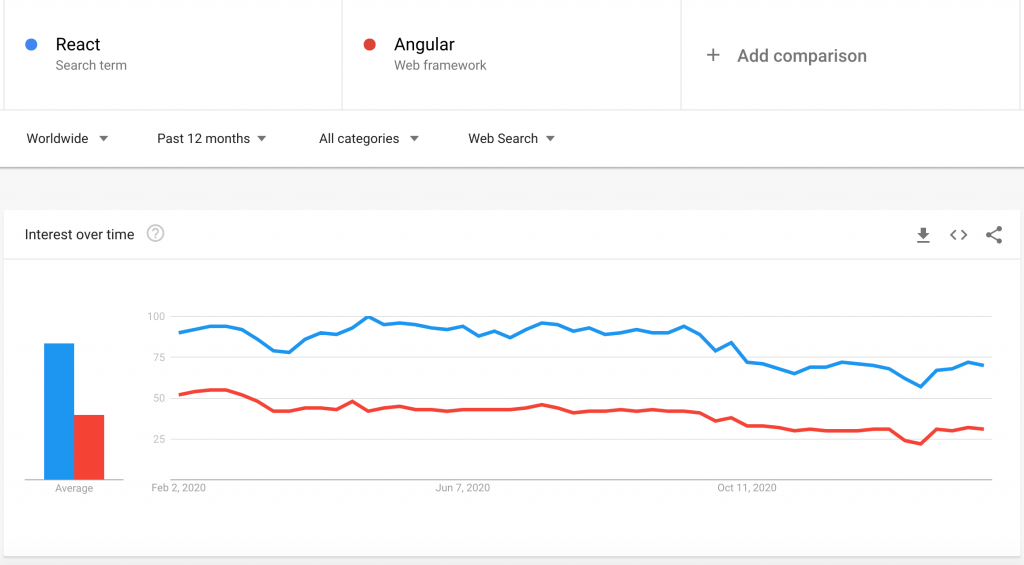 React
Search term
Angular
Web framework
+ Add comparison
Worldwide
Past 12 months
All categories
Web Search
Interest over time ?
100
75
50
25
Average
Feb 2, 2020
Jun 7, 2020
Oct 11, 2020